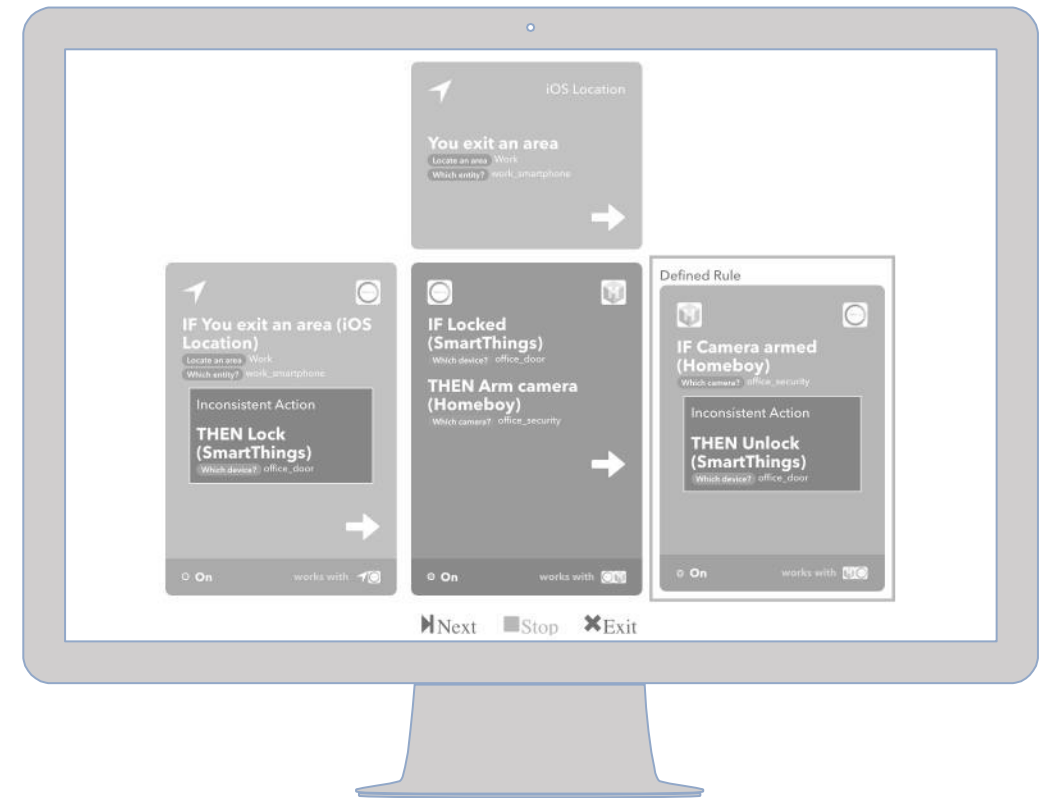 iOS Location
You exit an area
Locate an area Work
Which entity? work_smartphone
IF You exit an area (iOS
Location)
Locate an area Work
Which entity? work_smartphone
Inconsistent Action
THEN Lock
(SmartThings)
Which device? office_door
On works with
IF Locked
(SmartThings)
Which device? office_door
THEN Arm camera
(Homeboy)
Which camera? office_security
On works with
Defined Rule
IF Camera armed
(Homeboy)
Which camera? office_security
Inconsistent Action
THEN Unlock
(SmartThings)
Which device? office_door
On works with
Next Stop Exit